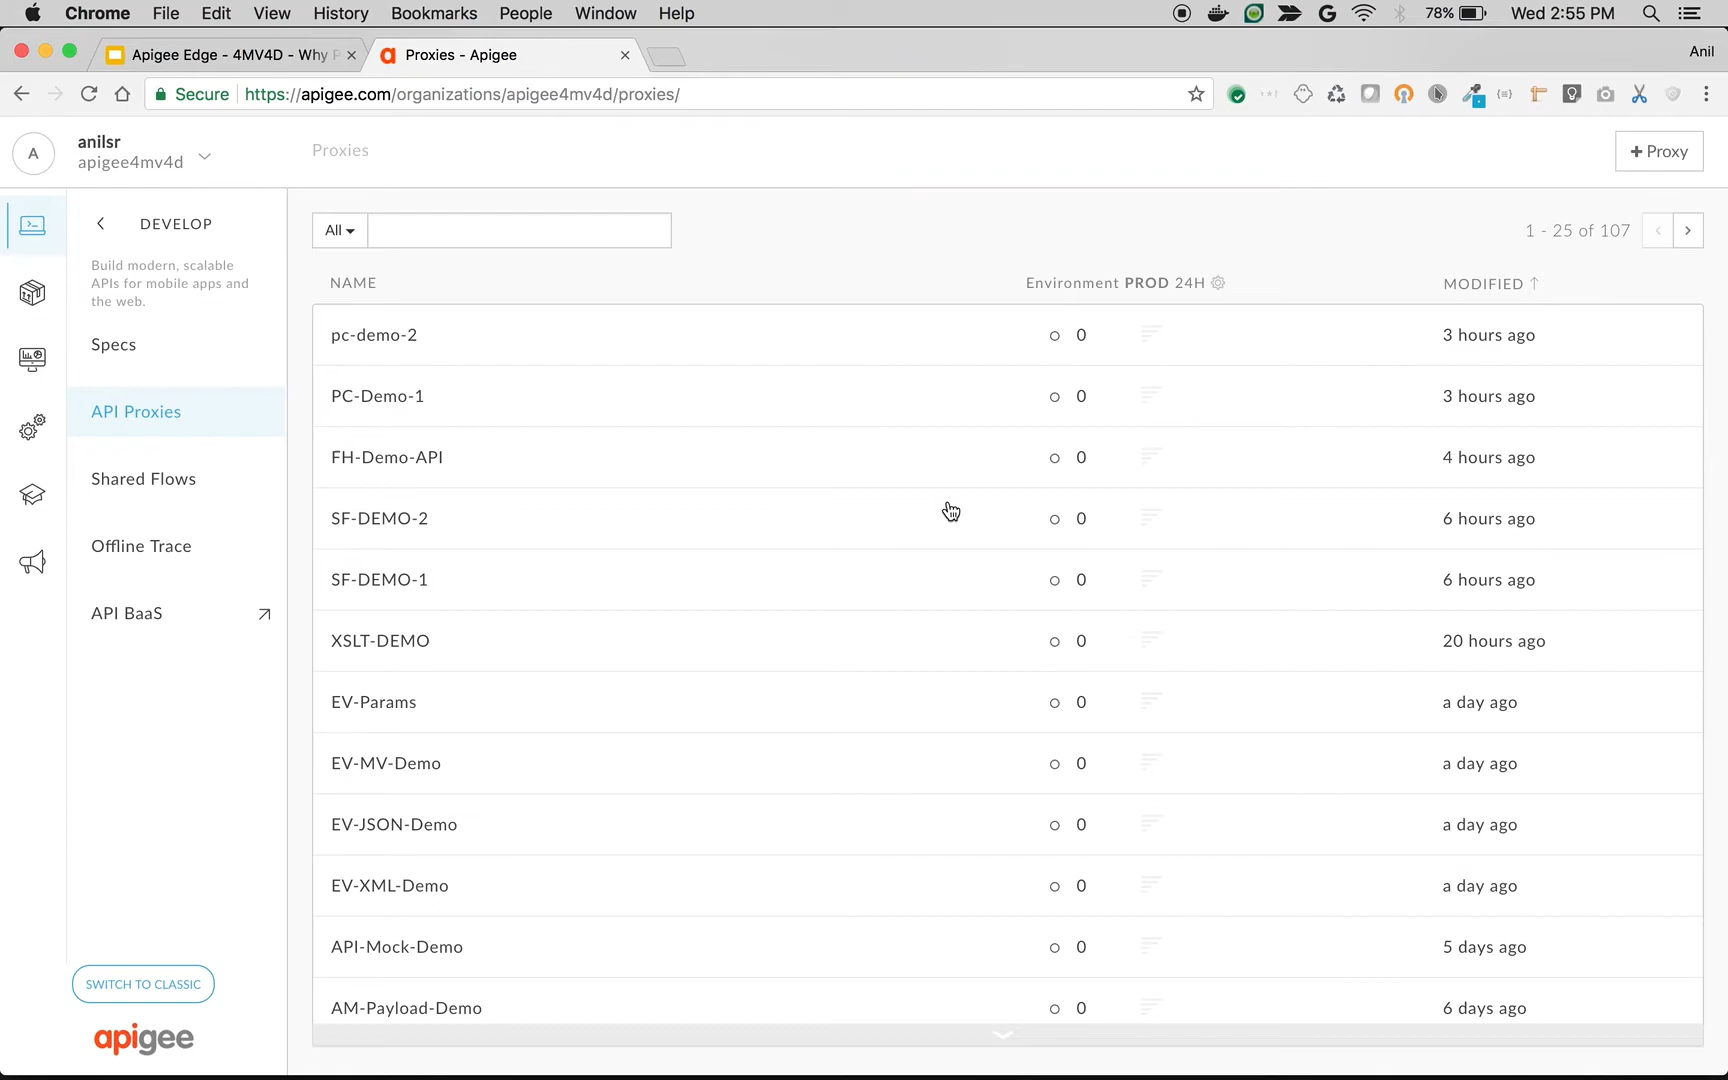 Chrome File Edit View History Bookmarks People Window Help 78% Wed 2:55 PM
Apigee Edge - 4MV4D - Why P Proxies - Apigee Anil
Secure https://apigee.com/organizations/apigee4mv4d/proxies/
A
anilsr
apigee4mv4d
Proxies
+ Proxy
DEVELOP
Build modern, scalable
APIs for mobile apps and
the web.
Specs
API Proxies
Shared Flows
Offline Trace
API BaaS
SWITCH TO CLASSIC
apigee
All
1 - 25 of 107
NAME Environment PROD 24H MODIFIED ↑
pc-demo-2 0 3 hours ago
PC-Demo-1 0 3 hours ago
FH-Demo-API 0 4 hours ago
SF-DEMO-2 0 6 hours ago
SF-DEMO-1 0 6 hours ago
XSLT-DEMO 0 20 hours ago
EV-Params 0 a day ago
EV-MV-Demo 0 a day ago
EV-JSON-Demo 0 a day ago
EV-XML-Demo 0 a day ago
API-Mock-Demo 0 5 days ago
AM-Payload-Demo 0 6 days ago